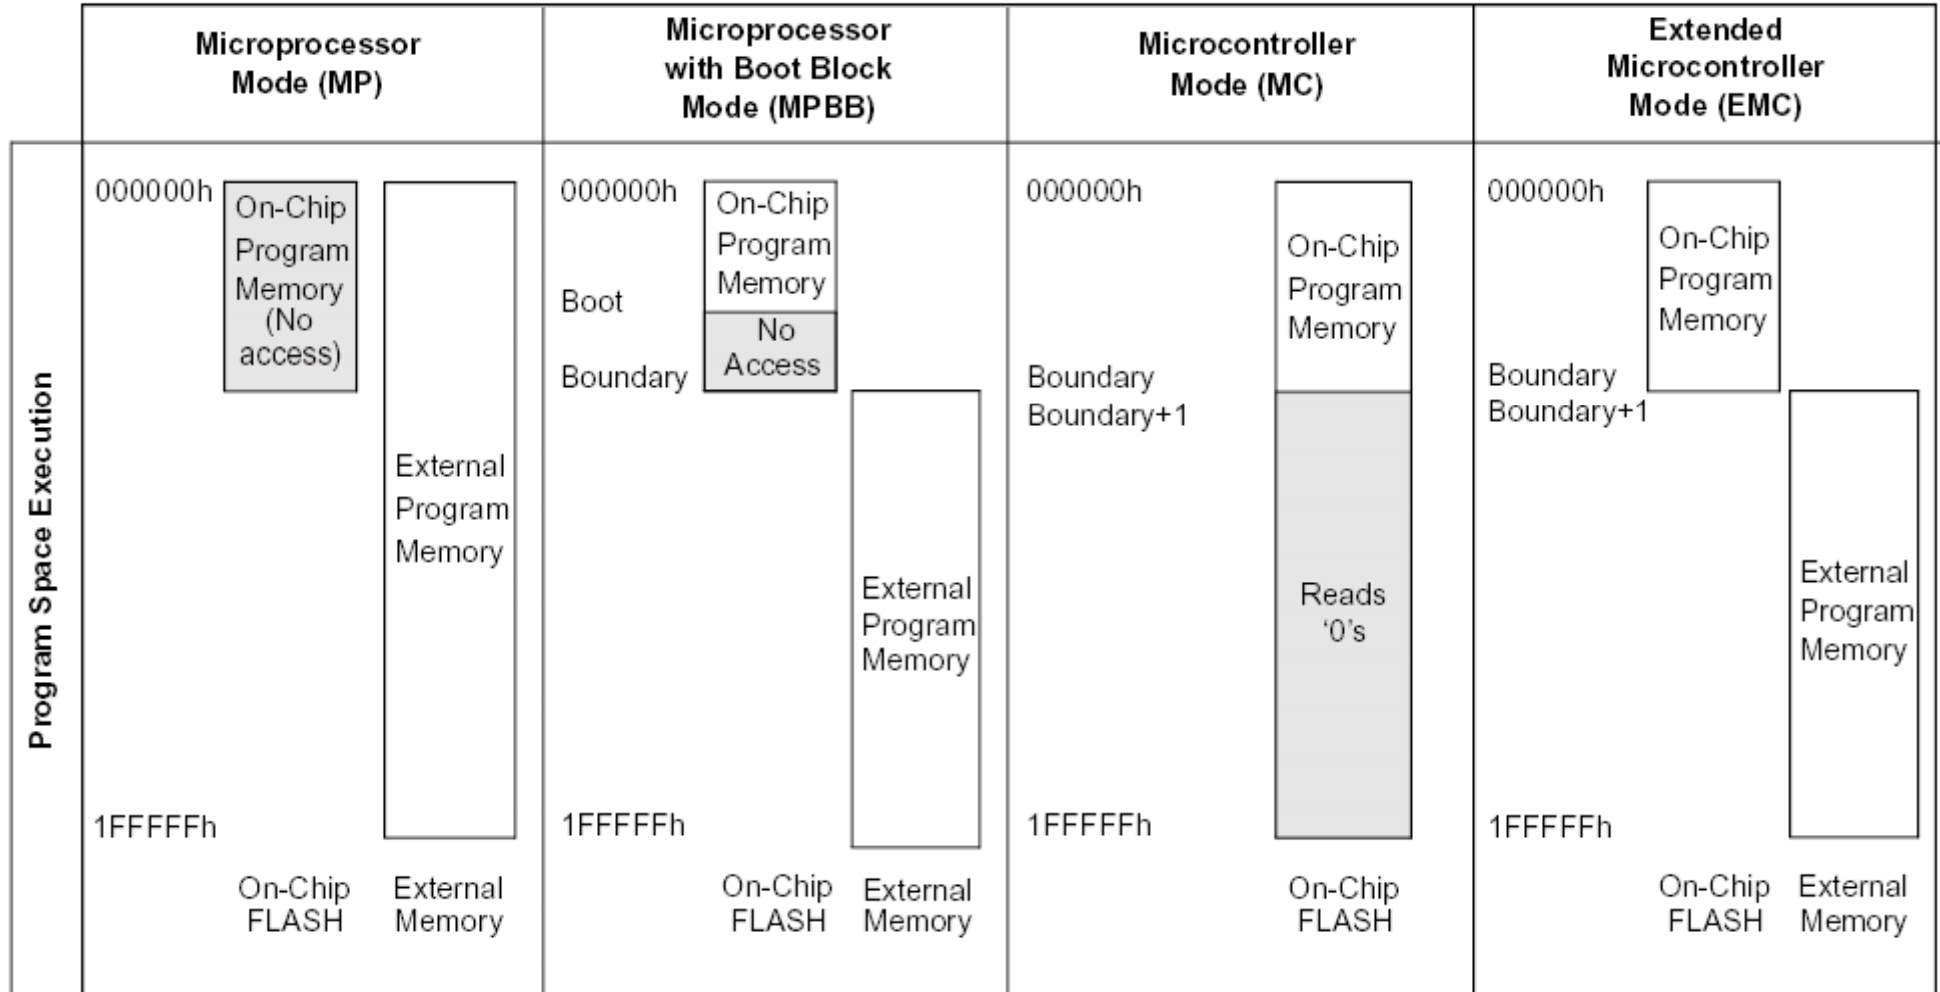 Microprocessor
Mode (MP)
Microprocessor
with Boot Block
Mode (MPBB)
Microcontroller
Mode (MC)
Extended
Microcontroller
Mode (EMC)
Program Space Execution
000000h
On-Chip
Program
Memory
(No
access)
External
Program
Memory
1FFFFFh
On-Chip
FLASH
External
Memory
000000h
On-Chip
Program
Memory
Boot
No
Access
Boundary
External
Program
Memory
1FFFFFh
On-Chip
FLASH
External
Memory
000000h
On-Chip
Program
Memory
Boundary
Boundary+1
Reads
‘0’s
1FFFFFh
On-Chip
FLASH
000000h
On-Chip
Program
Memory
Boundary
Boundary+1
External
Program
Memory
1FFFFFh
On-Chip
FLASH
External
Memory